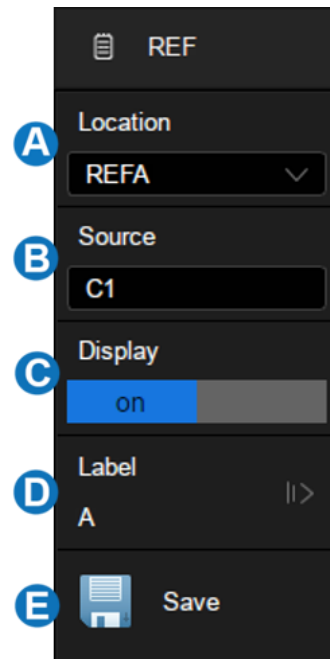 REF
A
Location
REFA
B
Source
C1
C
Display
on
D
Label
A
E
Save